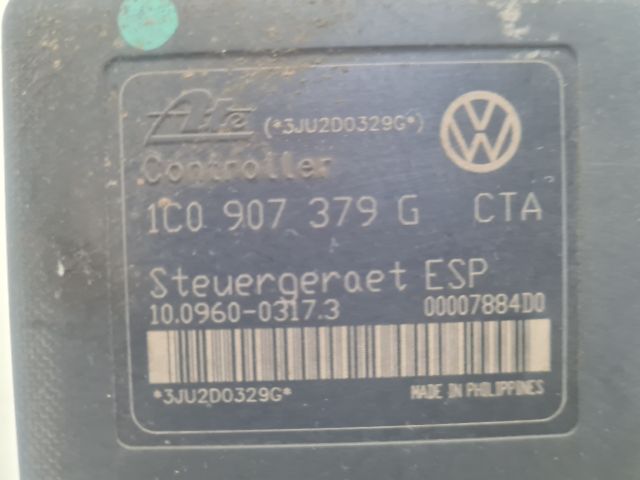 Ate (*3JU2D0329G*)
Controller
1C0 907 379 G CTA
Steuergeraet ESP
10.0960-0317.3 00007884D0
*3JU2D0329G*
MADE IN PHILIPPINES